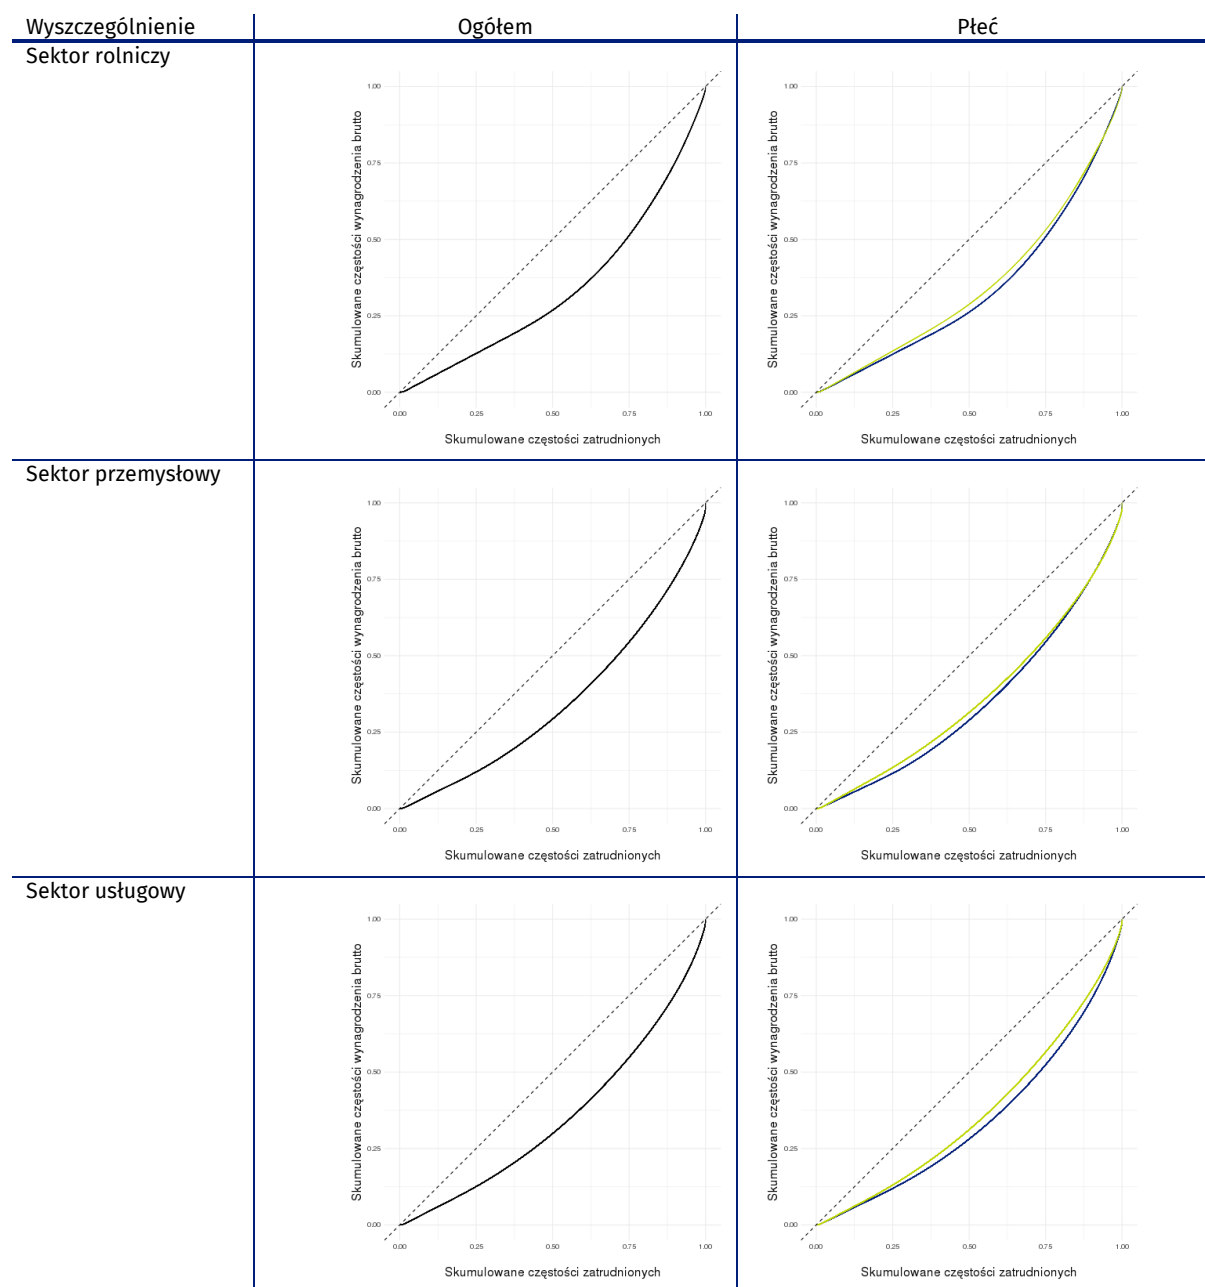 Wyszczególnienie Ogółem Płeć
Sektor rolniczy
Skumulowane częstości wynagrodzenia brutto
1.00
0.75
0.50
0.25
0.00
0.00 0.25 0.50 0.75 1.00
Skumulowane częstości zatrudnionych
Skumulowane częstości wynagrodzenia brutto
1.00
0.75
0.50
0.25
0.00
0.00 0.25 0.50 0.75 1.00
Skumulowane częstości zatrudnionych
Sektor przemysłowy
Skumulowane częstości wynagrodzenia brutto
1.00
0.75
0.50
0.25
0.00
0.00 0.25 0.50 0.75 1.00
Skumulowane częstości zatrudnionych
Skumulowane częstości wynagrodzenia brutto
1.00
0.75
0.50
0.25
0.00
0.00 0.25 0.50 0.75 1.00
Skumulowane częstości zatrudnionych
Sektor usługowy
Skumulowane częstości wynagrodzenia brutto
1.00
0.75
0.50
0.25
0.00
0.00 0.25 0.50 0.75 1.00
Skumulowane częstości zatrudnionych
Skumulowane częstości wynagrodzenia brutto
1.00
0.75
0.50
0.25
0.00
0.00 0.25 0.50 0.75 1.00
Skumulowane częstości zatrudnionych